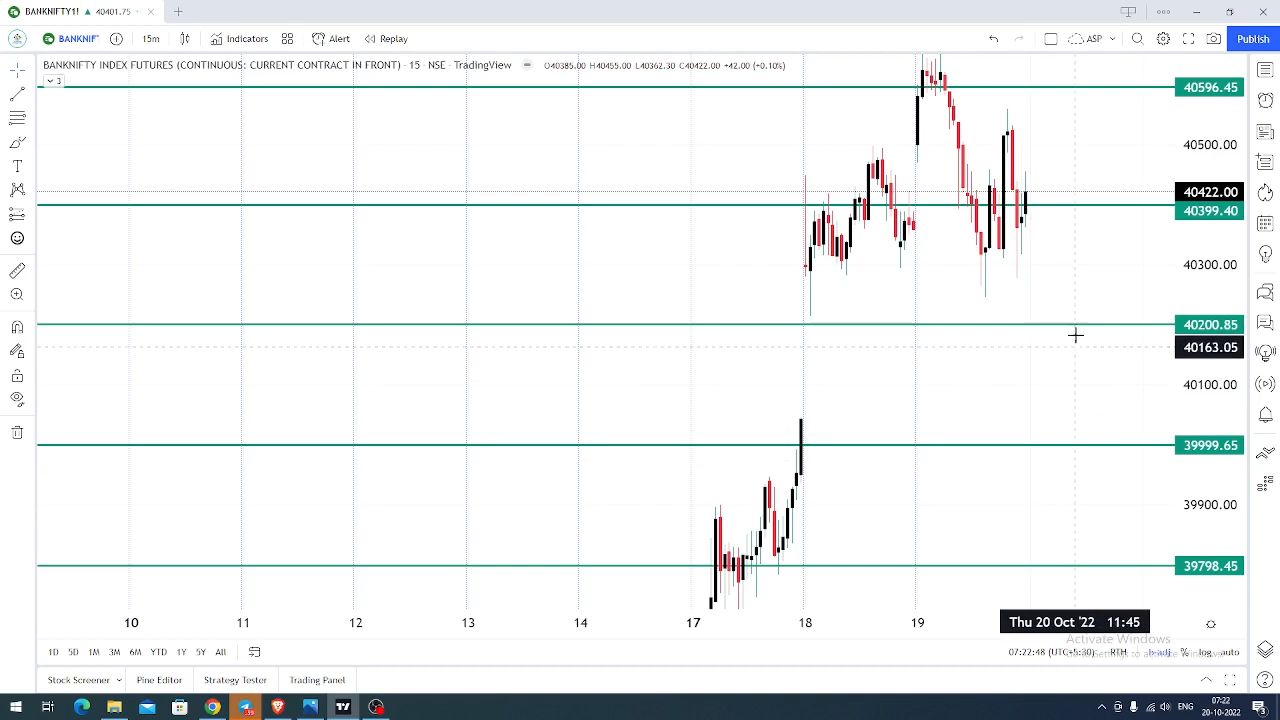 BANKNIFTY1! ▲ 40401.75
BANKNIF 15m Indicators Alert Replay ASP Publish
BANKNIFTY INDEX FUTURES (CONTINUOUS: CURRENT CONTRACT IN FRONT) · 15 · NSE · TradingView O40385.00 H40455.00 L40362.30 C40422.00 +42.00 (+0.10%)
3
40596.45
40500.00
40422.00
40399.40
40300.00
40200.85
40163.05
40100.00
39999.65
39900.00
39798.45
10 11 12 13 14 17 18 19 Thu 20 Oct '22 11:45
Activate Windows
1D 5D 1M 3M 6M YTD 1Y 5Y All 07:22:48 (UTC+5:30) RTH B-adj % log auto
Stock Screener Pine Editor Strategy Tester Trading Panel
ENG 07:22
20-10-2022